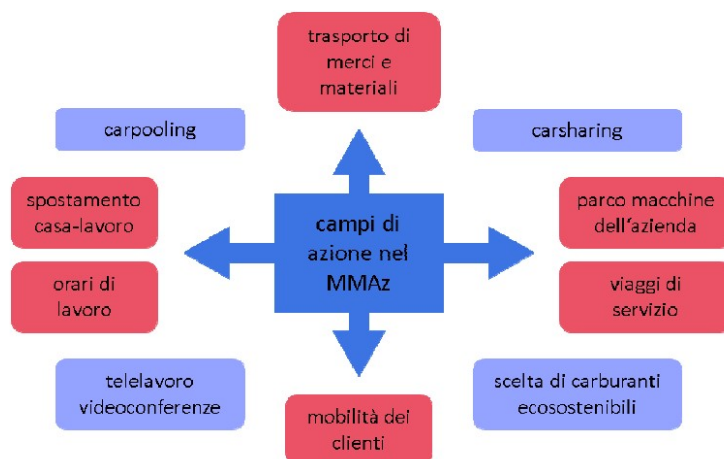 trasporto di
merci e
materiali
carpooling
carsharing
spostamento
casa-lavoro
campi di
azione nel
MMAz
parco macchine
dell'azienda
orari di
lavoro
viaggi di
servizio
telelavoro
videoconferenze
scelta di carburanti
ecosostenibili
mobilità dei
clienti